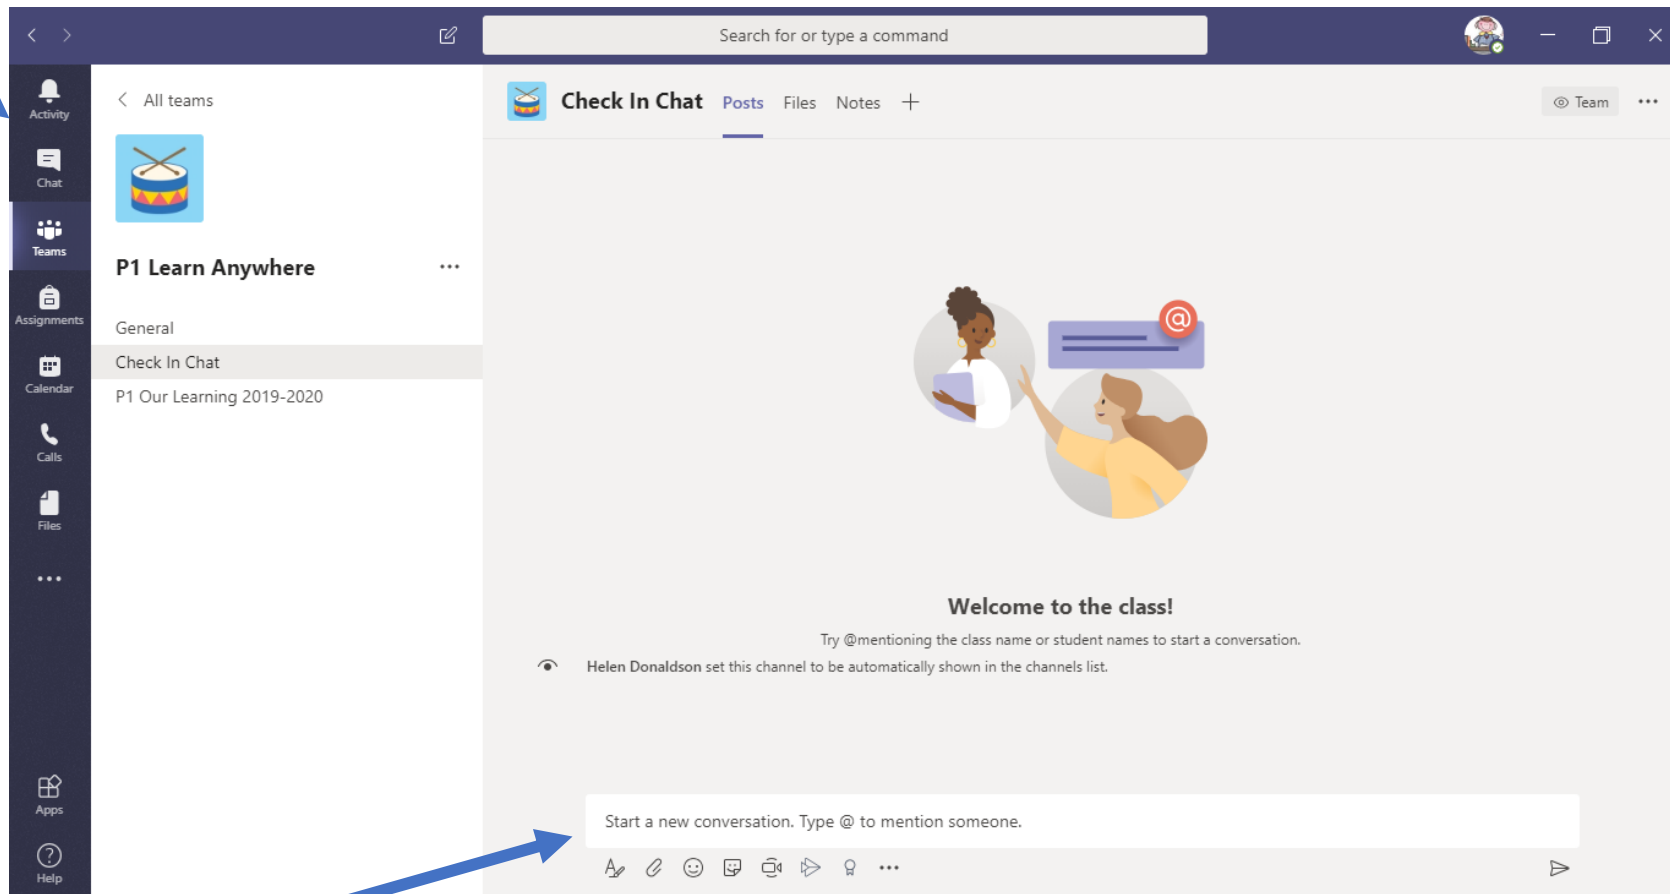 Search for or type a command
Activity
Chat
Teams
Assignments
Calendar
Calls
Files
Apps
Help
All teams
P1 Learn Anywhere
General
Check In Chat
P1 Our Learning 2019-2020
Check In Chat Posts Files Notes
Team
@
Welcome to the class!
Try @mentioning the class name or student names to start a conversation.
Helen Donaldson set this channel to be automatically shown in the channels list.
Start a new conversation. Type @ to mention someone.